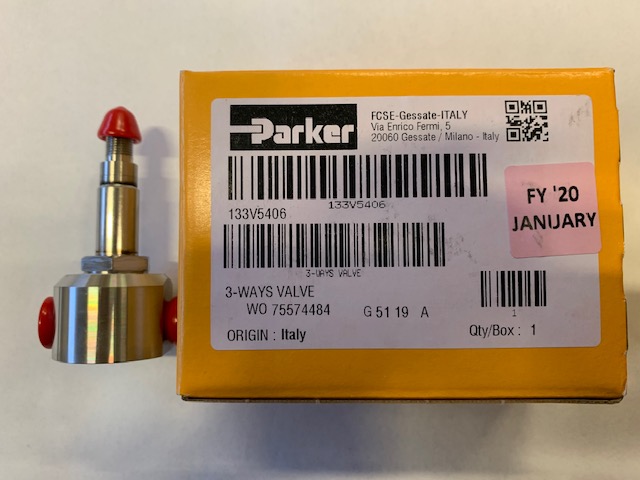 Parker
FCSE-Gessate-ITALY
Via Enrico Fermi, 5
20060 Gessate / Milano - Italy
133V5406
133V5406
FY '20
JANUARY
3-WAYS VALVE
3-WAYS VALVE
WO 75574484 G 51 19 A
1
ORIGIN : Italy
Qty/Box : 1